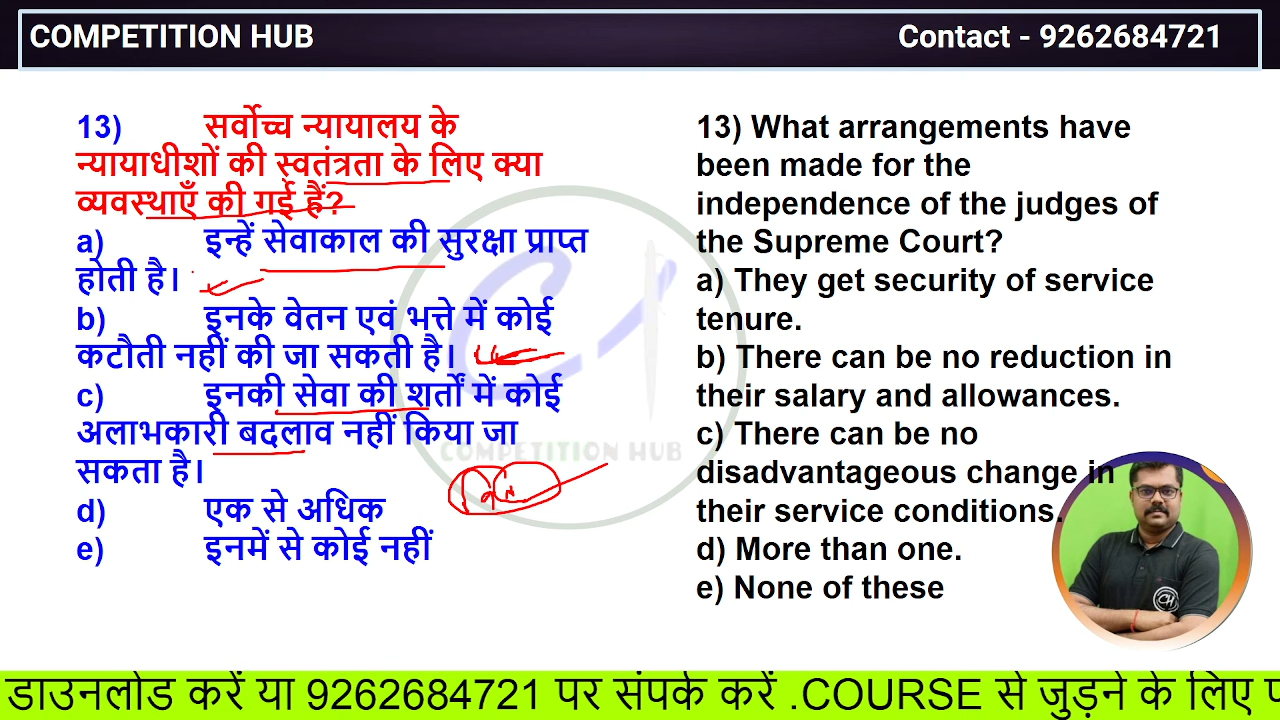 COMPETITION HUB
Contact - 9262684721
13) सर्वोच्च न्यायालय के
न्यायाधीशों की स्वतंत्रता के लिए क्या
व्यवस्थाएँ की गई हैं?
a) इन्हें सेवाकाल की सुरक्षा प्राप्त
होती है।
b) इनके वेतन एवं भत्ते में कोई
कटौती नहीं की जा सकती है।
c) इनकी सेवा की शर्तों में कोई
अलाभकारी बदलाव नहीं किया जा
सकता है।
d) एक से अधिक
e) इनमें से कोई नहीं
COMPETITION HUB
13) What arrangements have
been made for the
independence of the judges of
the Supreme Court?
a) They get security of service
tenure.
b) There can be no reduction in
their salary and allowances.
c) There can be no
disadvantageous change in
their service conditions.
d) More than one.
e) None of these
CH
डाउनलोड करें या 9262684721 पर संपर्क करें .COURSE से जुड़ने के लिए